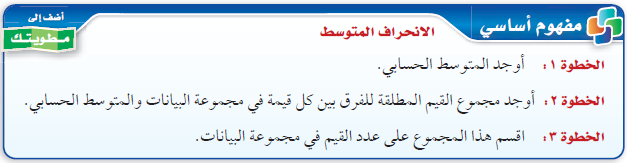 أضف إلى
مطويتك
مفهوم أساسي
الانحراف المتوسط
الخطوة ١: أوجد المتوسط الحسابي.
الخطوة ٢: أوجد مجموع القيم المطلقة للفرق بين كل قيمة في مجموعة البيانات والمتوسط الحسابي.
الخطوة ٣: اقسم هذا المجموع على عدد القيم في مجموعة البيانات.